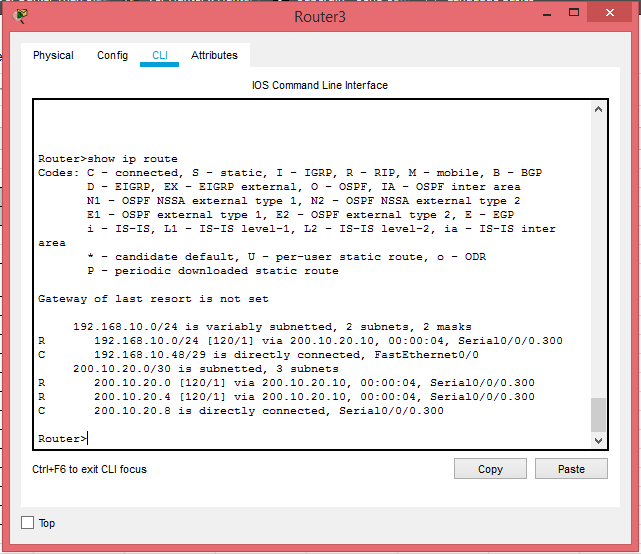 Router3
Physical Config CLI Attributes
IOS Command Line Interface
Router>show ip route
Codes: C - connected, S - static, I - IGRP, R - RIP, M - mobile, B - BGP
D - EIGRP, EX - EIGRP external, O - OSPF, IA - OSPF inter area
N1 - OSPF NSSA external type 1, N2 - OSPF NSSA external type 2
E1 - OSPF external type 1, E2 - OSPF external type 2, E - EGP
i - IS-IS, L1 - IS-IS level-1, L2 - IS-IS level-2, ia - IS-IS inter
area
* - candidate default, U - per-user static route, o - ODR
P - periodic downloaded static route
Gateway of last resort is not set
192.168.10.0/24 is variably subnetted, 2 subnets, 2 masks
R 192.168.10.0/24 [120/1] via 200.10.20.10, 00:00:04, Serial0/0/0.300
C 192.168.10.48/29 is directly connected, FastEthernet0/0
200.10.20.0/30 is subnetted, 3 subnets
R 200.10.20.0 [120/1] via 200.10.20.10, 00:00:04, Serial0/0/0.300
R 200.10.20.4 [120/1] via 200.10.20.10, 00:00:04, Serial0/0/0.300
C 200.10.20.8 is directly connected, Serial0/0/0.300
Router>
Ctrl+F6 to exit CLI focus
Copy Paste
Top